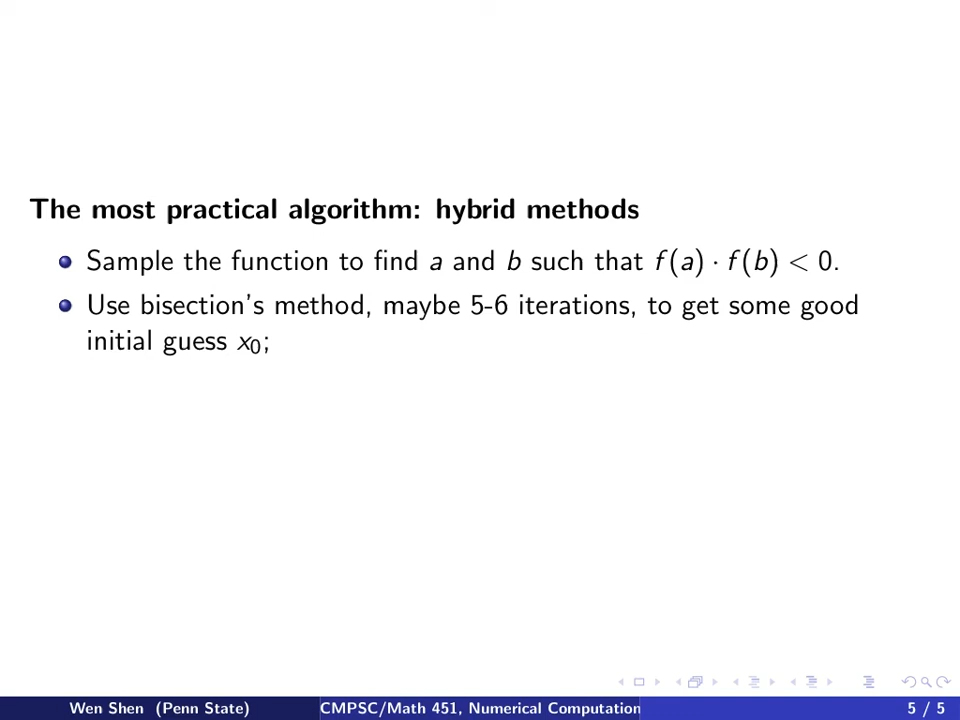 The most practical algorithm: hybrid methods
Sample the function to find a and b such that f(a) · f(b) < 0.
Use bisection's method, maybe 5-6 iterations, to get some good
initial guess x₀;
Wen Shen (Penn State)
CMPSC/Math 451, Numerical Computation
5 / 5